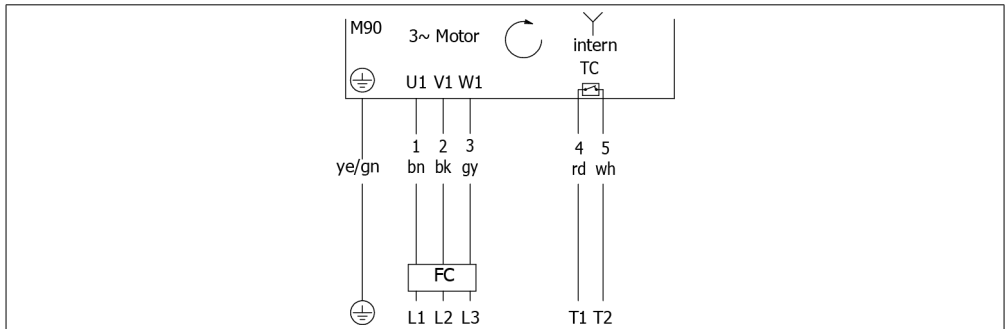 M90
3~ Motor
intern
TC
U1 V1 W1
1 2 3 4 5
ye/gn bn bk gy rd wh
FC
L1 L2 L3 T1 T2